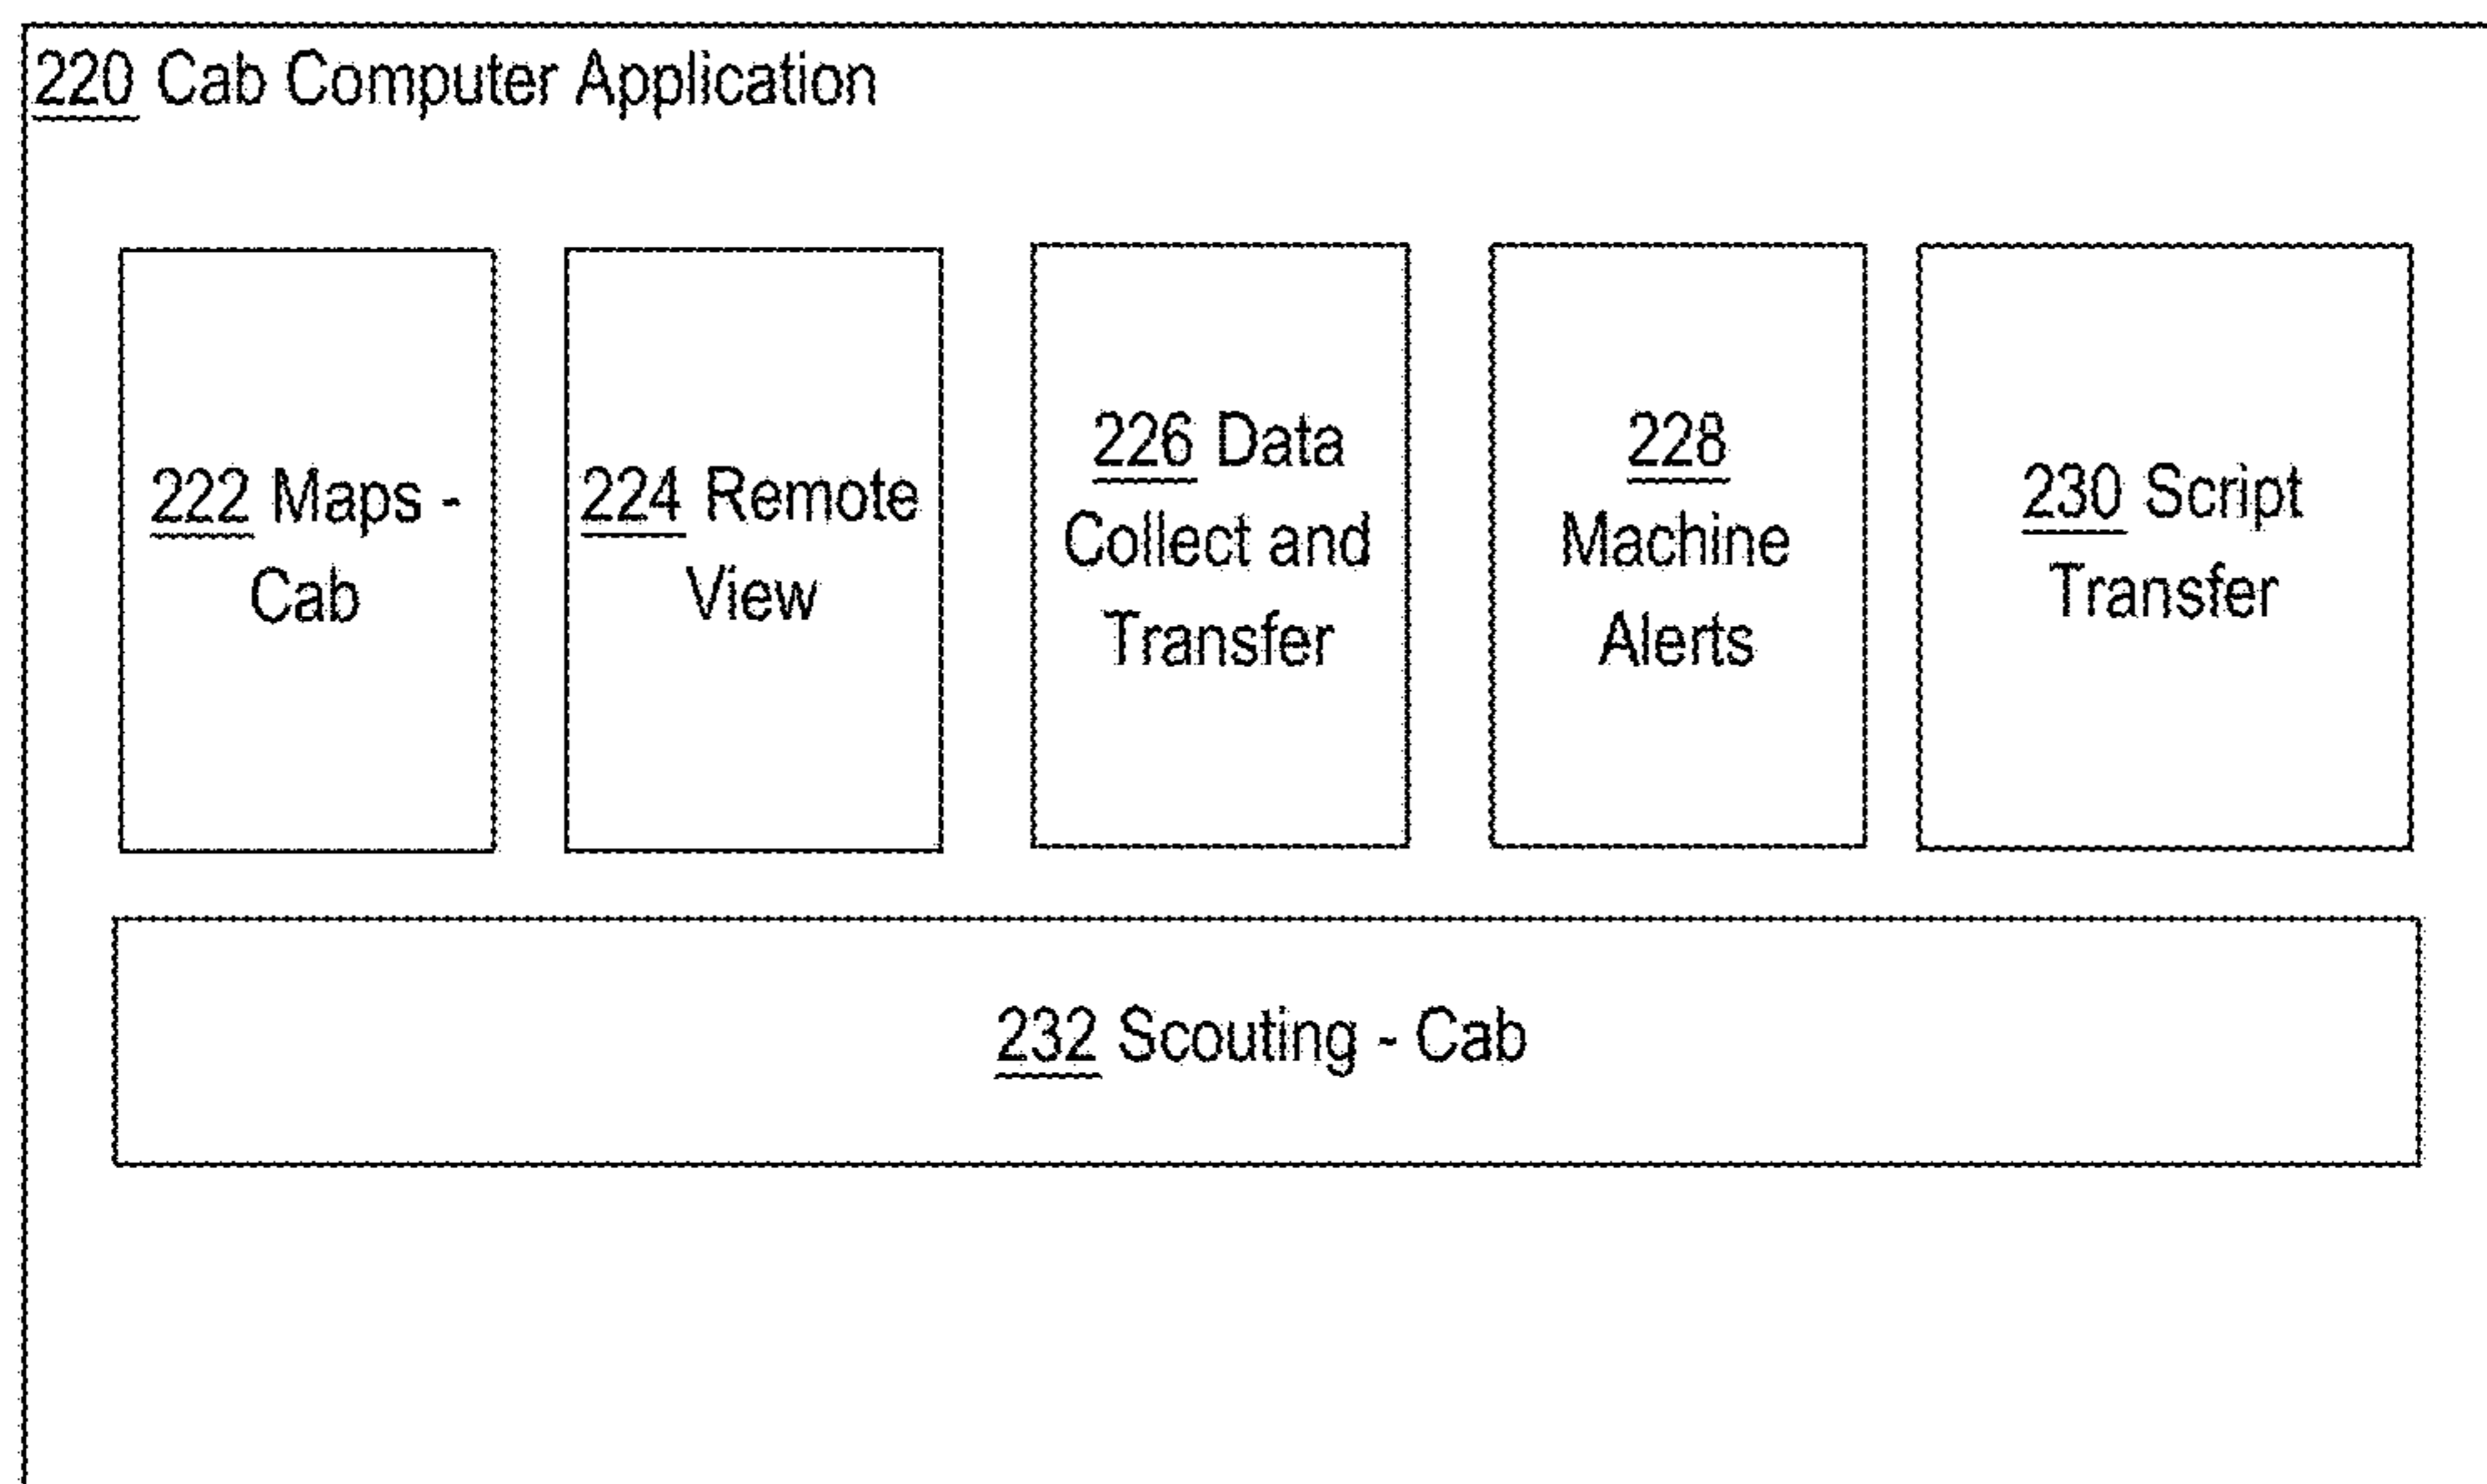 220 Cab Computer Application
222 Maps -
Cab
224 Remote
View
226 Data
Collect and
Transfer
228
Machine
Alerts
230 Script
Transfer
232 Scouting - Cab